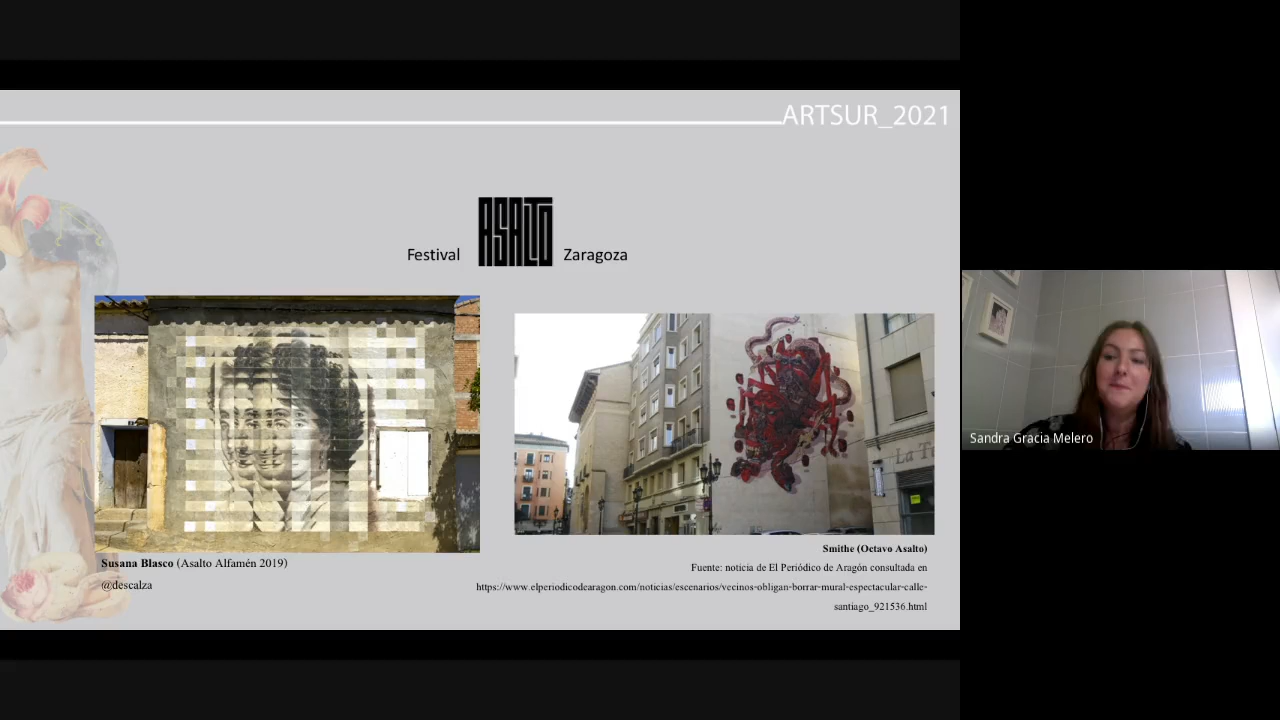 ARTSUR_2021
Festival ASALTO Zaragoza
La Te
Susana Blasco (Asalto Alfamén 2019)
@descalza
Smithe (Octavo Asalto)
Fuente: noticia de El Periódico de Aragón consultada en
https://www.elperiodicodearagon.com/noticias/escenarios/vecinos-obligan-borrar-mural-espectacular-calle-
santiago_921536.html
Sandra Gracia Melero